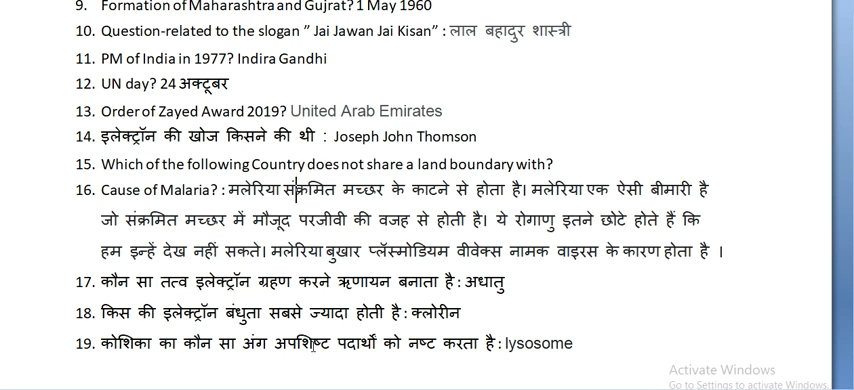 9. Formation of Maharashtra and Gujrat? 1 May 1960
10. Question-related to the slogan ” Jai Jawan Jai Kisan” : लाल बहादुर शास्त्री
11. PM of India in 1977? Indira Gandhi
12. UN day? 24 अक्टूबर
13. Order of Zayed Award 2019? United Arab Emirates
14. इलेक्ट्रॉन की खोज किसने की थी : Joseph John Thomson
15. Which of the following Country does not share a land boundary with?
16. Cause of Malaria? : मलेरिया संक्रमित मच्छर के काटने से होता है। मलेरिया एक ऐसी बीमारी है
जो संक्रमित मच्छर में मौजूद परजीवी की वजह से होती है। ये रोगाणु इतने छोटे होते हैं कि
हम इन्हें देख नहीं सकते। मलेरिया बुखार प्लॅस्मोडियम वीवेक्स नामक वाइरस के कारण होता है ।
17. कौन सा तत्व इलेक्ट्रॉन ग्रहण करने ऋणायन बनाता है : अधातु
18. किस की इलेक्ट्रॉन बंधुता सबसे ज्यादा होती है : क्लोरीन
19. कोशिका का कौन सा अंग अपशिष्ट पदार्थों को नष्ट करता है : lysosome
Activate Windows
Go to Settings to activate Windows.